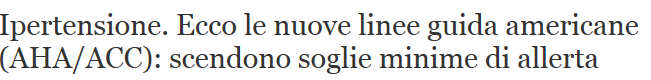 Ipertensione. Ecco le nuove linee guida americane
(AHA/ACC): scendono soglie minime di allerta